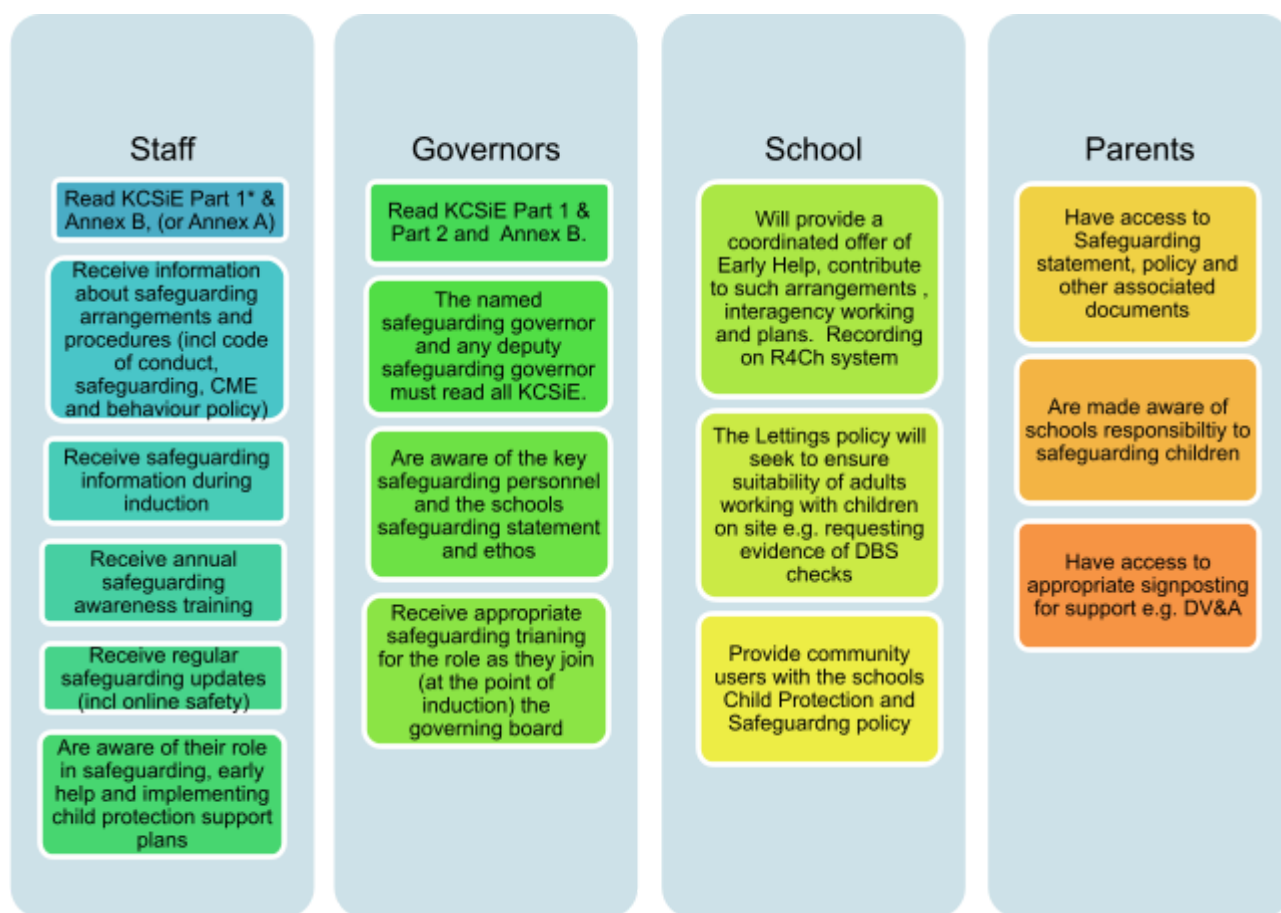 Staff
Read KCSiE Part 1* &
Annex B, (or Annex A)
Receive information
about safeguarding
arrangements and
procedures (incl code of
conduct,
safeguarding, CME
and behaviour policy)
Receive safeguarding
information during
induction
Receive annual
safeguarding
awareness training
Receive regular
safeguarding updates
(incl online safety)
Are aware of their role
in safeguarding, early
help and implementing
child protection support
plans
Governors
Read KCSiE Part 1 &
Part 2 and Annex B.
The named
safeguarding governor
and any deputy
safeguarding governor
must read all KCSiE.
Are aware of the key
safeguarding personnel
and the schools
safeguarding statement
and ethos
Receive appropriate
safeguarding trianing
for the role as they join
(at the point of
induction) the
governing board
School
Will provide a
coordinated offer of
Early Help, contribute
to such arrangements ,
interagency working
and plans. Recording
on R4Ch system
The Lettings policy will
seek to ensure
suitability of adults
working with children
on site e.g. requesting
evidence of DBS
checks
Provide community
users with the schools
Child Protection and
Safeguardng policy
Parents
Have access to
Safeguarding
statement, policy and
other associated
documents
Are made aware of
schools responsibiltiy to
safeguarding children
Have access to
appropriate signposting
for support e.g. DV&A